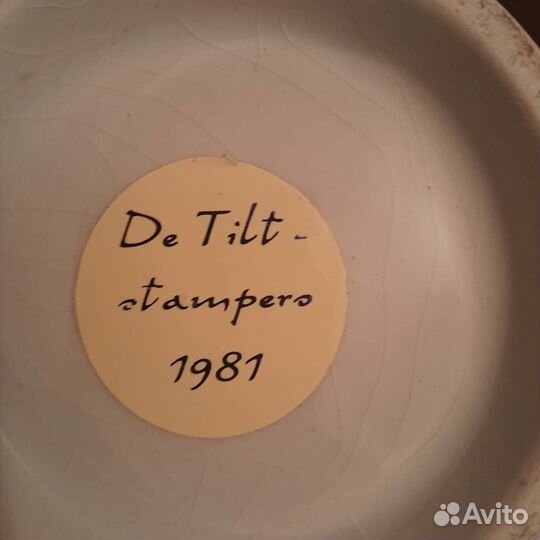 De Tilt-
stampers
1981
Avito